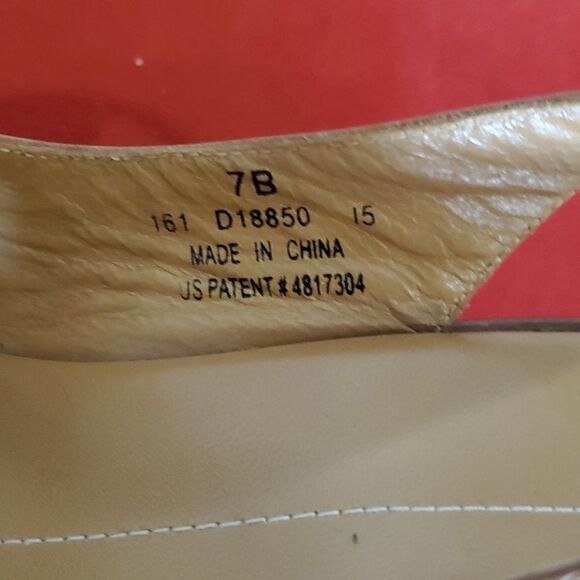 7B
161 D18850 15
MADE IN CHINA
US PATENT # 4817304